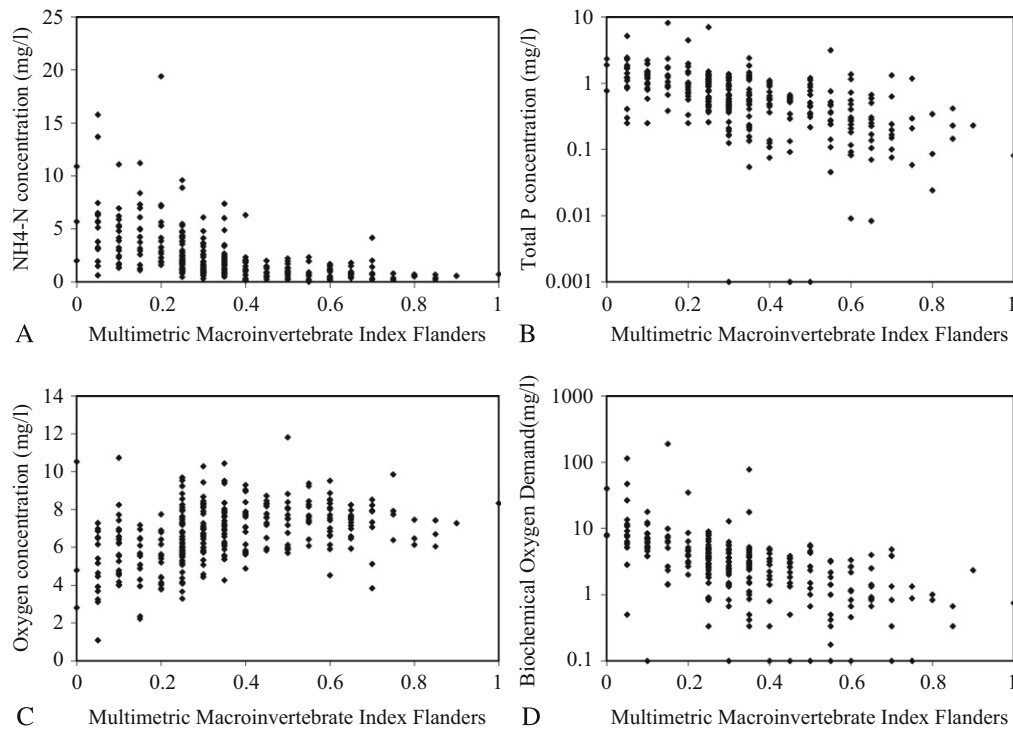 25
20
15
10
5
0
NH4-N concentration (mg/l)
0 0.2 0.4 0.6 0.8 1
A Multimetric Macroinvertebrate Index Flanders
10
1
0.1
0.01
0.001
Total P concentration (mg/l)
0 0.2 0.4 0.6 0.8 1
B Multimetric Macroinvertebrate Index Flanders
14
12
10
8
6
4
2
0
Oxygen concentration (mg/l)
0 0.2 0.4 0.6 0.8 1
C Multimetric Macroinvertebrate Index Flanders
1000
100
10
1
0.1
Biochemical Oxygen Demand(mg/l)
0 0.2 0.4 0.6 0.8 1
D Multimetric Macroinvertebrate Index Flanders